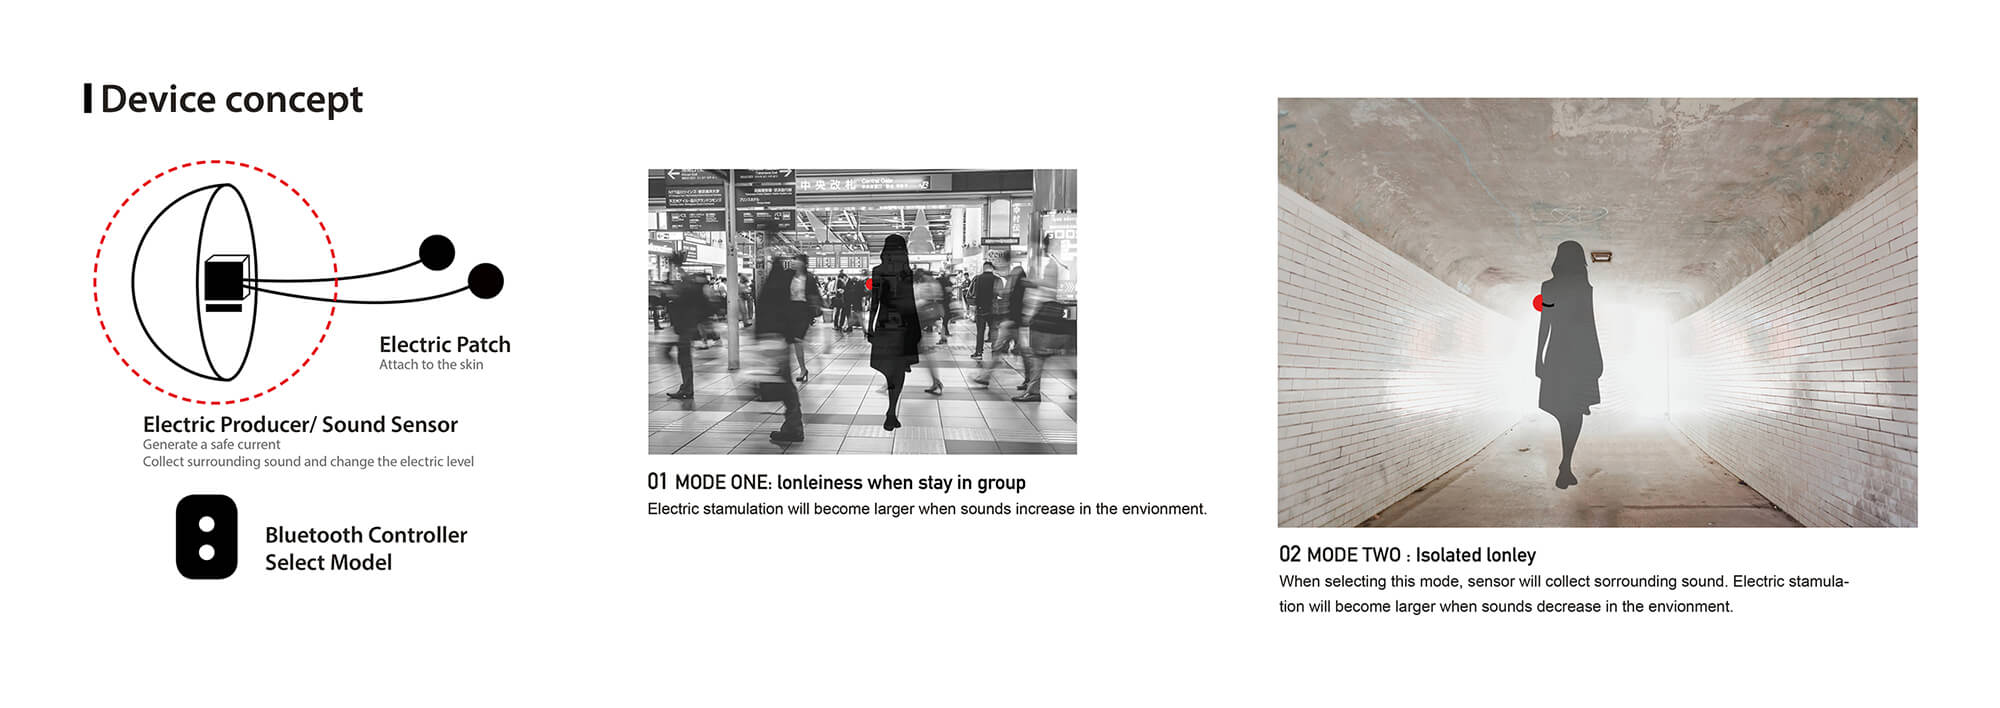 Device concept
Electric Patch
Attach to the skin
Electric Producer/ Sound Sensor
Generate a safe current
Collect surrounding sound and change the electric level
Bluetooth Controller
Select Model
中央改札 Central Gate
01 MODE ONE: lonleiness when stay in group
Electric stamulation will become larger when sounds increase in the envionment.
02 MODE TWO : Isolated lonley
When selecting this mode, sensor will collect sorrounding sound. Electric stamula-
tion will become larger when sounds decrease in the envionment.